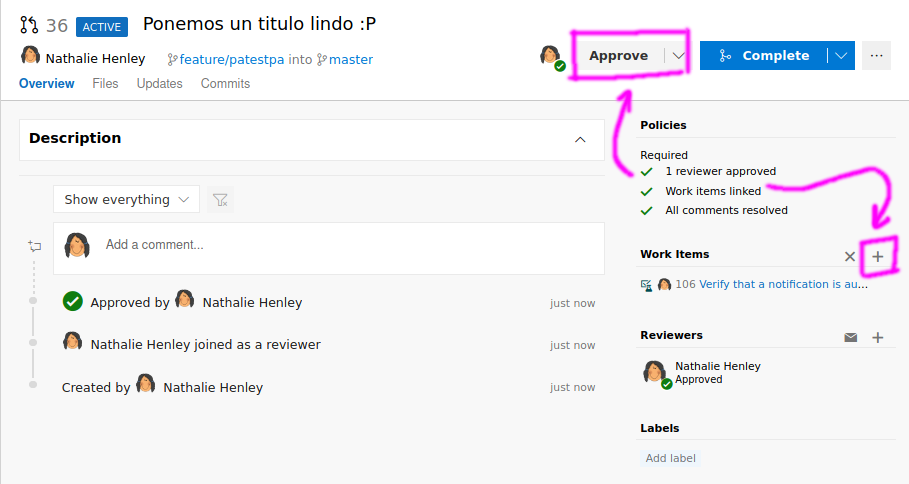 36 ACTIVE Ponemos un titulo lindo :P
Nathalie Henley feature/patestpa into master
Approve Complete ...
Overview Files Updates Commits
Description
Show everything
Add a comment...
Approved by Nathalie Henley just now
Nathalie Henley joined as a reviewer just now
Created by Nathalie Henley just now
Policies
Required
1 reviewer approved
Work items linked
All comments resolved
Work Items
106 Verify that a notification is au...
Reviewers
Nathalie Henley
Approved
Labels
Add label